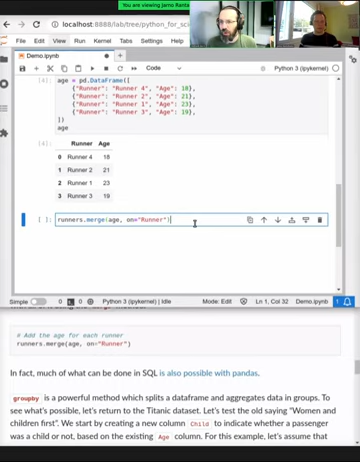 You are viewing Jarno Ranta
localhost:8888/lab/tree/python_for_sc
File Edit View Run Kernel Tabs Settings Help
Demo.ipynb
Code
Python 3 (ipykernel)
[4]: age = pd.DataFrame([
{"Runner": "Runner 4", "Age": 18},
{"Runner": "Runner 2", "Age": 21},
{"Runner": "Runner 1", "Age": 23},
{"Runner": "Runner 3", "Age": 19},
])
age
[4]: Runner Age
0 Runner 4 18
1 Runner 2 21
2 Runner 1 23
3 Runner 3 19
[ ]: runners.merge(age, on="Runner")
Simple 0 1 Python 3 (ipykernel) | Idle Mode: Edit Ln 1, Col 32 Demo.ipynb 1
# Add the age for each runner
runners.merge(age, on="Runner")
In fact, much of what can be done in SQL is also possible with pandas.
groupby is a powerful method which splits a dataframe and aggregates data in groups. To
see what's possible, let's return to the Titanic dataset. Let's test the old saying "Women and
children first". We start by creating a new column Child to indicate whether a passenger
was a child or not, based on the existing Age column. For this example, let's assume that